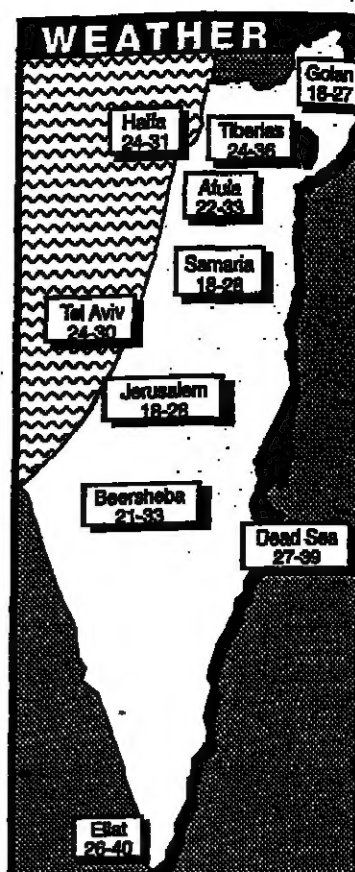 WEATHER
Golan
18-27
Haifa
24-31
Tiberias
24-36
Afula
22-33
Samaria
18-28
Tel Aviv
24-30
Jerusalem
18-28
Beersheba
21-33
Dead Sea
27-39
Eilat
26-40